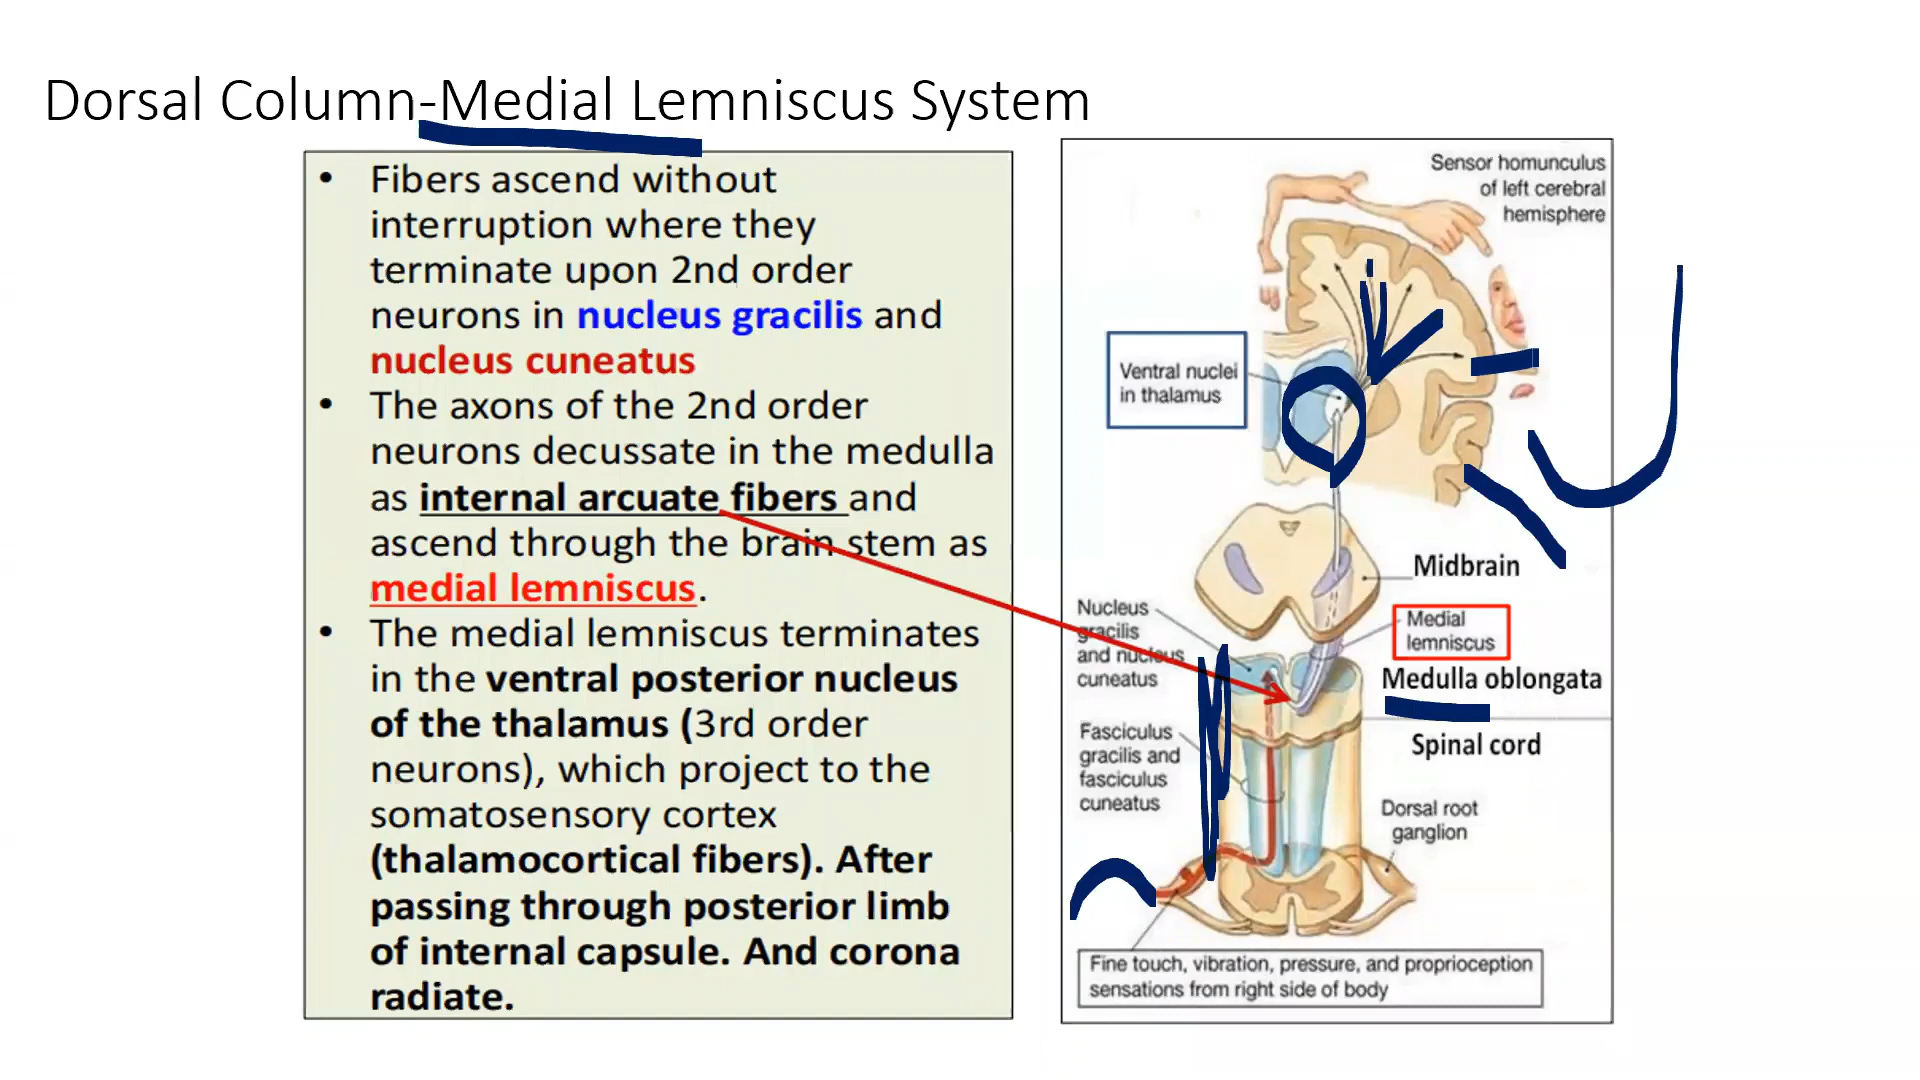 Dorsal Column-Medial Lemniscus System
• Fibers ascend without
interruption where they
terminate upon 2nd order
neurons in nucleus gracilis and
nucleus cuneatus
• The axons of the 2nd order
neurons decussate in the medulla
as internal arcuate fibers and
ascend through the brain stem as
medial lemniscus.
• The medial lemniscus terminates
in the ventral posterior nucleus
of the thalamus (3rd order
neurons), which project to the
somatosensory cortex
(thalamocortical fibers). After
passing through posterior limb
of internal capsule. And corona
radiate.
Sensor homunculus
of left cerebral
hemisphere
Ventral nuclei
in thalamus
Midbrain
Nucleus
gracilis
and nucleus
cuneatus
Medial
lemniscus
Medulla oblongata
Fasciculus
gracilis and
fasciculus
cuneatus
Spinal cord
Dorsal root
ganglion
Fine touch, vibration, pressure, and proprioception
sensations from right side of body